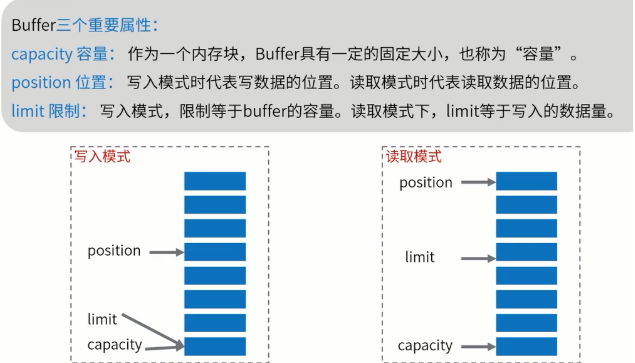 Buffer三个重要属性：
capacity 容量： 作为一个内存块，Buffer具有一定的固定大小，也称为“容量”。
position 位置： 写入模式时代表写数据的位置。读取模式时代表读取数据的位置。
limit 限制： 写入模式，限制等于buffer的容量。读取模式下，limit等于写入的数据量。
写入模式
position
limit
capacity
读取模式
position
limit
capacity